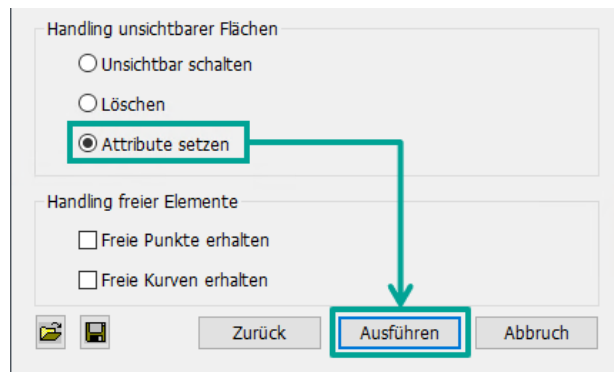 Handling unsichtbarer Flächen
Unsichtbar schalten
Löschen
Attribute setzen
Handling freier Elemente
Freie Punkte erhalten
Freie Kurven erhalten
Zurück Ausführen Abbruch